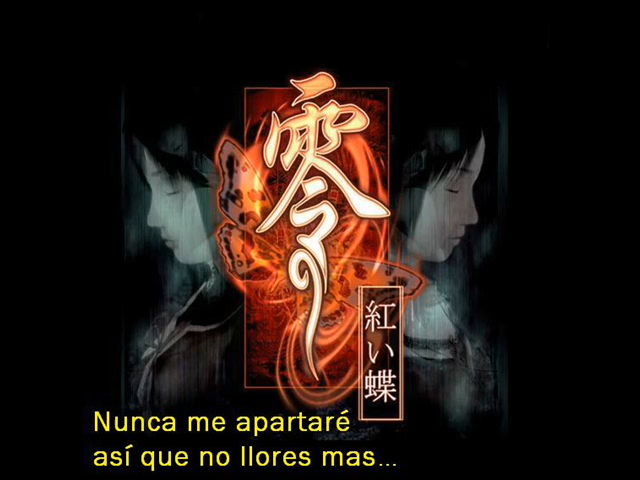 零
紅い蝶
Nunca me apartaré
así que no llores mas...